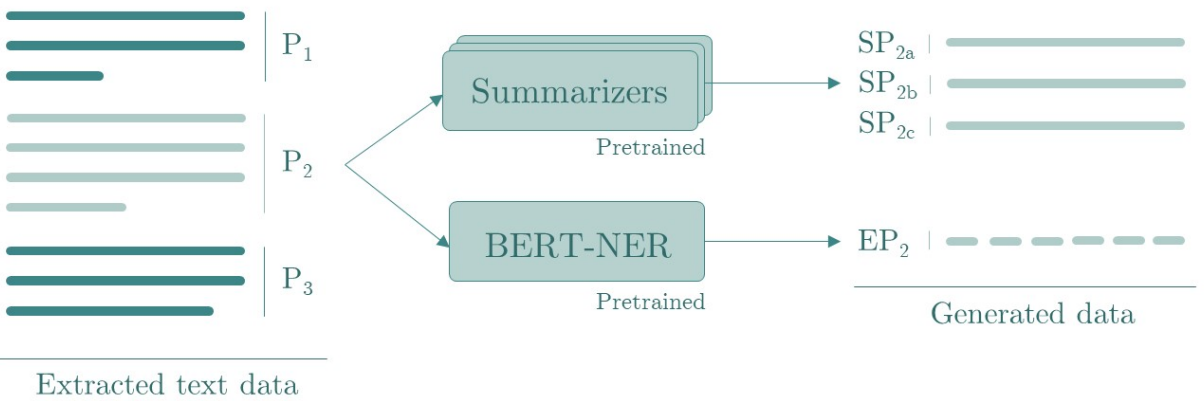 P₁
P₂
P₃
Extracted text data
Summarizers
Pretrained
BERT-NER
Pretrained
SP₂ₐ
SP₂b
SP₂c
EP₂
Generated data